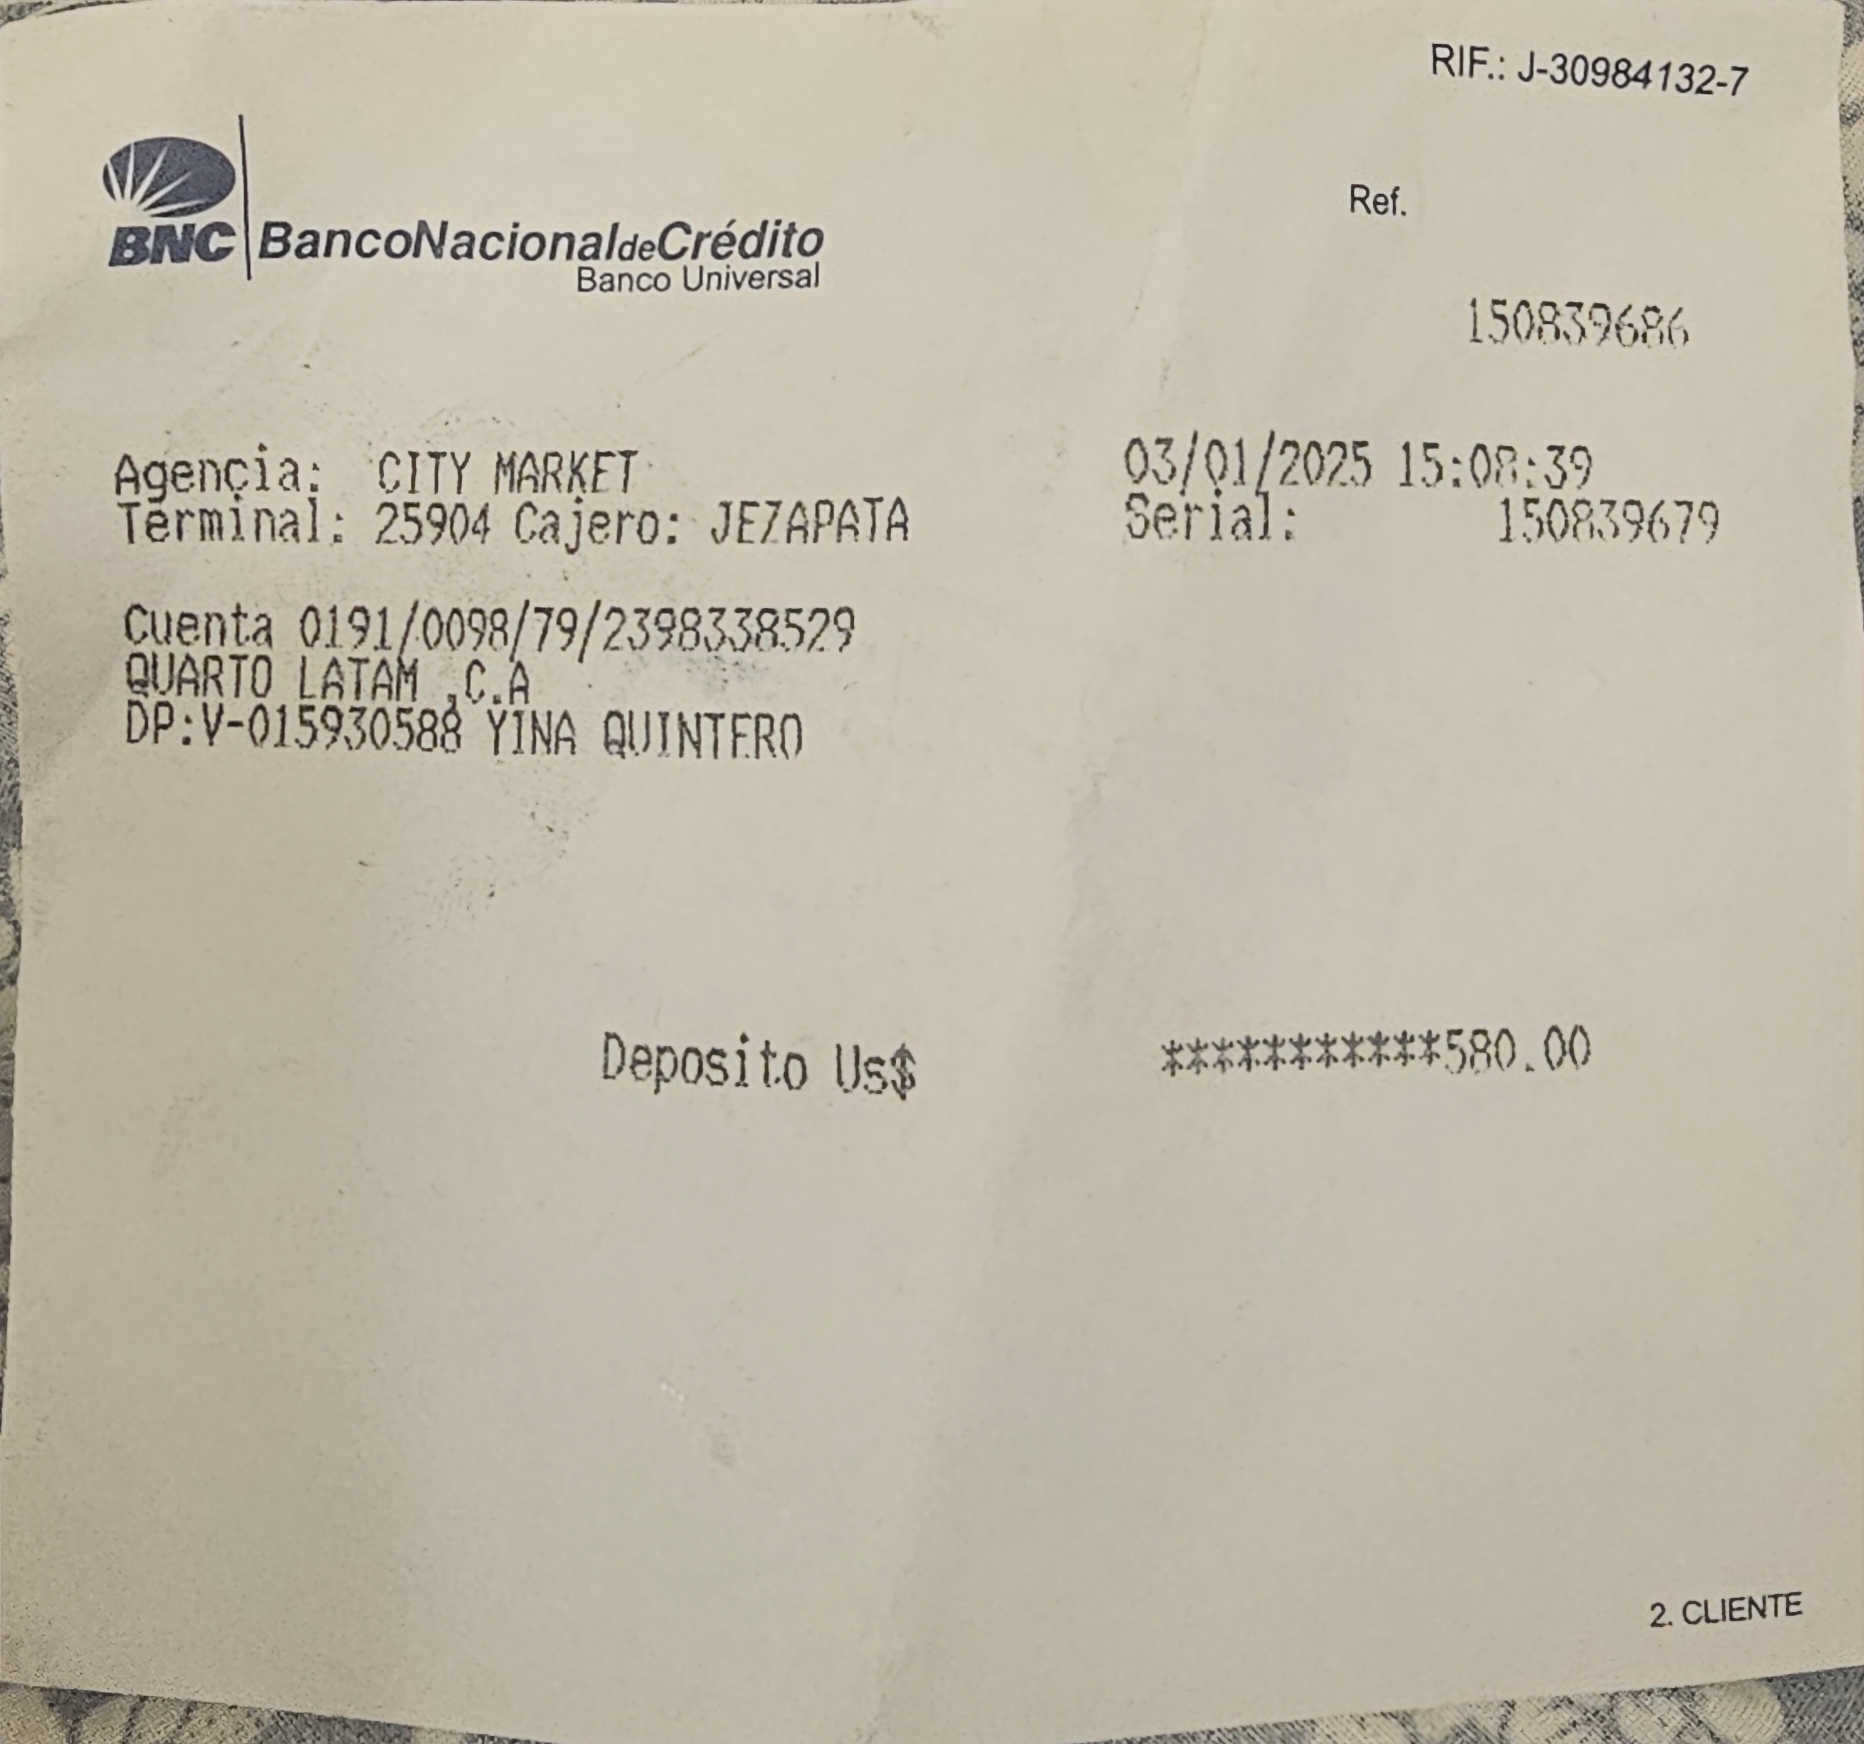 RIF.: J-30984132-7
Ref.
BNC BancoNacionaldeCrédito
Banco Universal
150839686
Agencia: CITY MARKET 03/01/2025 15:08:39
Terminal: 25904 Cajero: JEZAPATA Serial: 150839679
Cuenta 0191/0098/79/2398338529
QUARTO LATAM ,C.A
DP:V-015930588 YINA QUINTERO
Deposito Us$ ***********580.00
2. CLIENTE